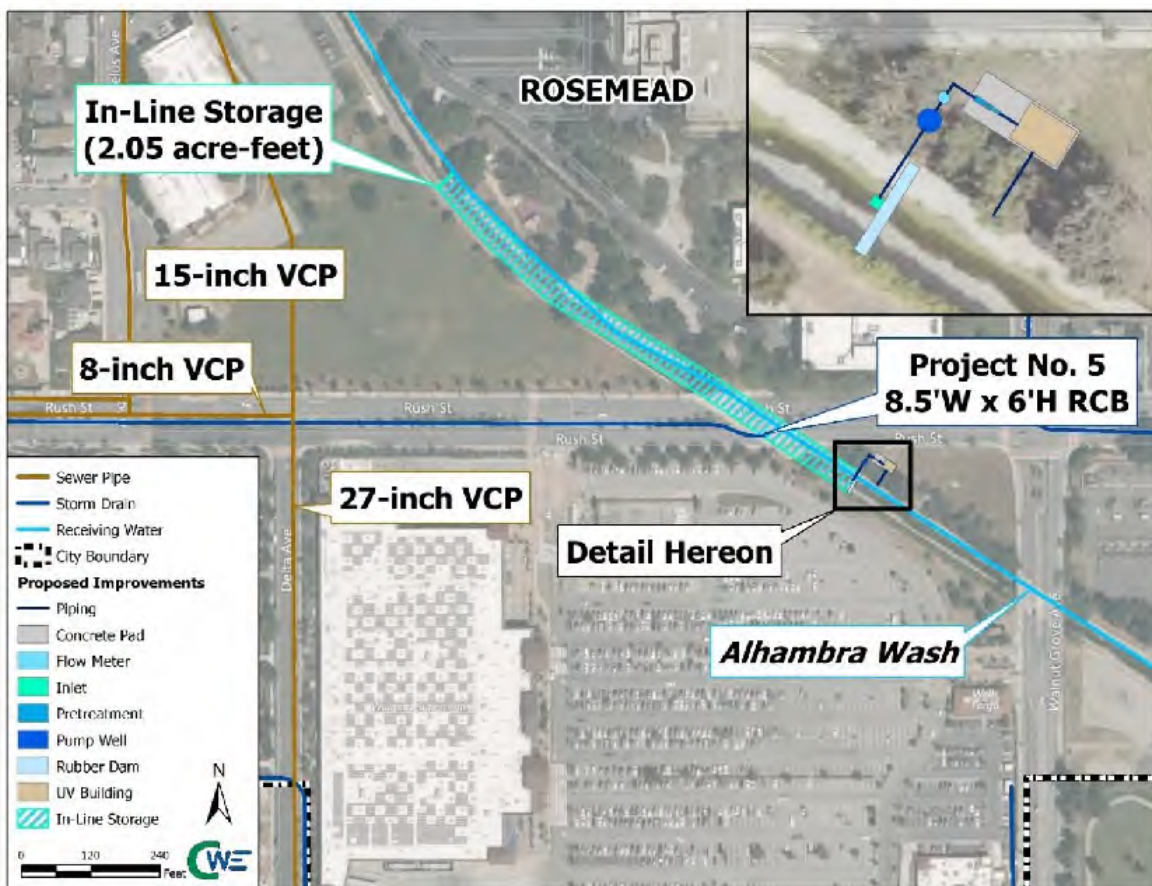 ROSEMEAD
In-Line Storage
(2.05 acre-feet)
15-inch VCP
8-inch VCP
Project No. 5
8.5'W x 6'H RCB
Rush St
Rush St
Rush St
Rush St
27-inch VCP
Detail Hereon
Alhambra Wash
Delta Ave
Walnut Grove Ave
Wells
Fargo
Sewer Pipe
Storm Drain
Receiving Water
City Boundary
Proposed Improvements
Piping
Concrete Pad
Flow Meter
Inlet
Pretreatment
Pump Well
Rubber Dam
UV Building
In-Line Storage
N
0 120 240
Feet
CWE